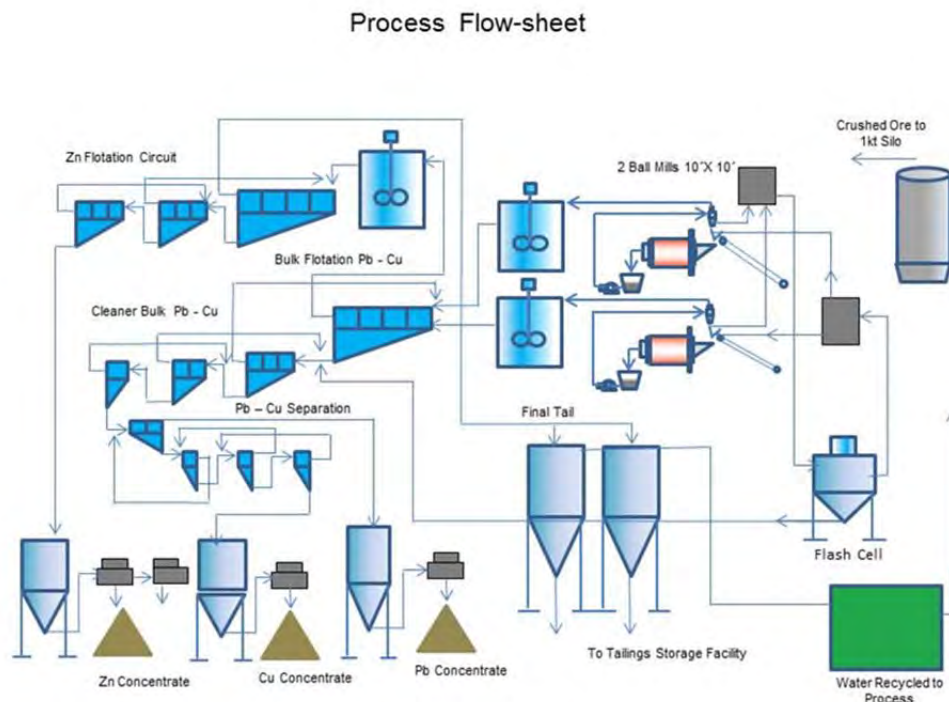 Process Flow-sheet
Crushed Ore to
1kt Silo
Zn Flotation Circuit
2 Ball Mills 10´X 10´
Bulk Flotation Pb - Cu
Cleaner Bulk Pb - Cu
Pb – Cu Separation
Final Tail
Flash Cell
To Tailings Storage Facility
Zn Concentrate
Cu Concentrate
Pb Concentrate
Water Recycled to
Process